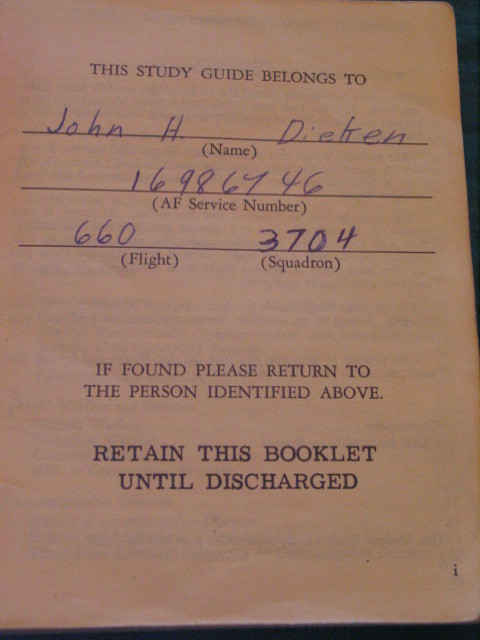 THIS STUDY GUIDE BELONGS TO
John H. Dieken
(Name)
16986746
(AF Service Number)
660 3704
(Flight) (Squadron)
IF FOUND PLEASE RETURN TO
THE PERSON IDENTIFIED ABOVE.
RETAIN THIS BOOKLET
UNTIL DISCHARGED
i